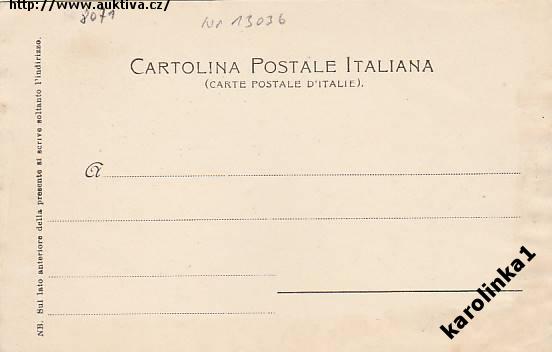 http://www.auktiva.cz/
8071
Nr 13036
CARTOLINA POSTALE ITALIANA
(CARTE POSTALE D'ITALIE).
A
NB. Sul lato anteriore della presente si scrive soltanto l'indirizzo.
karolinka1